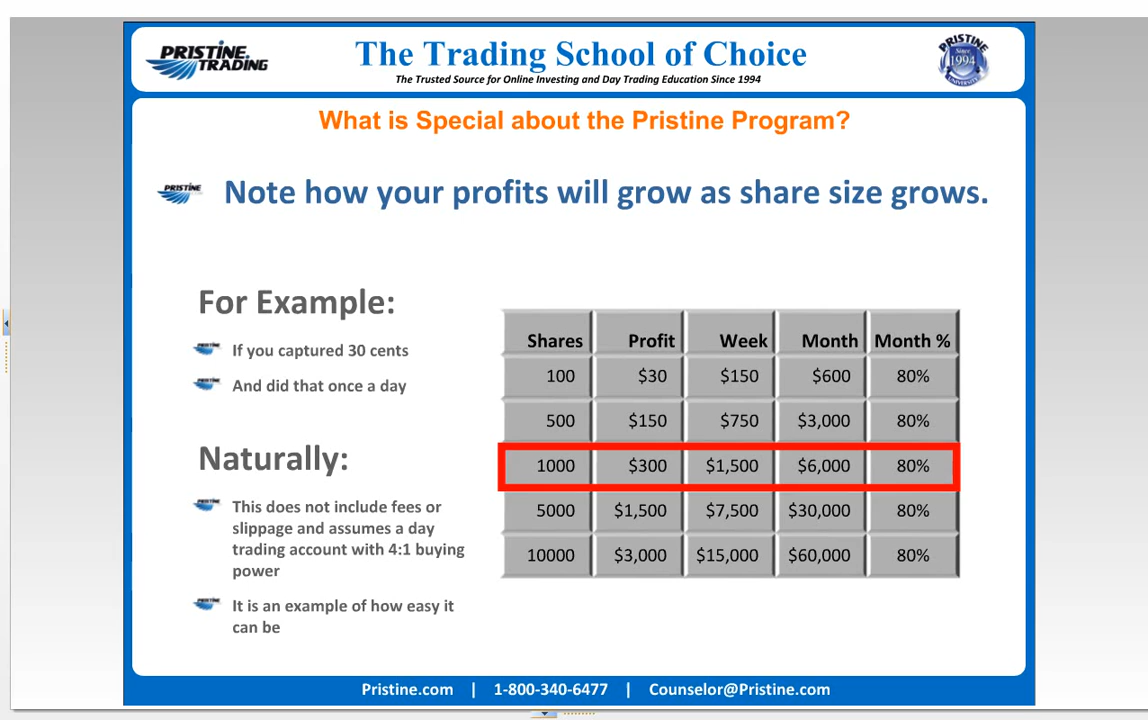 PRISTINE
TRADING
The Trading School of Choice
The Trusted Source for Online Investing and Day Trading Education Since 1994
PRISTINE
Since
1994
UNIVERSITY
What is Special about the Pristine Program?
PRISTINE
Note how your profits will grow as share size grows.
For Example:
If you captured 30 cents
And did that once a day
Naturally:
This does not include fees or
slippage and assumes a day
trading account with 4:1 buying
power
It is an example of how easy it
can be
Shares Profit Week Month Month %
100 $30 $150 $600 80%
500 $150 $750 $3,000 80%
1000 $300 $1,500 $6,000 80%
5000 $1,500 $7,500 $30,000 80%
10000 $3,000 $15,000 $60,000 80%
Pristine.com | 1-800-340-6477 | Counselor@Pristine.com